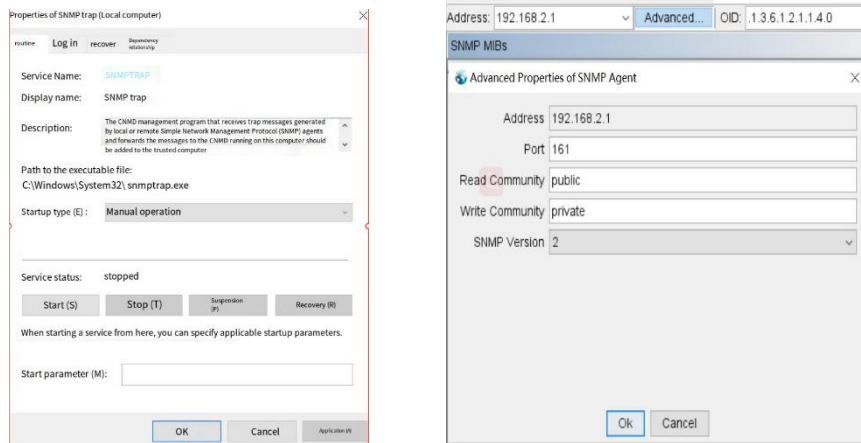 Properties of SNMP trap (Local computer)
routine Log in recover Dependency relationship
Service Name: SNMPTRAP
Display name: SNMP trap
Description: The CNMD management program that receives trap messages generated
by local or remote Simple Network Management Protocol (SNMP) agents
and forwards the messages to the CNMD running on this computer should
be added to the trusted computer
Path to the executable file:
C:\Windows\System32\ snmptrap.exe
Startup type (E) : Manual operation
Service status: stopped
Start (S) Stop (T) Suspension (P) Recovery (R)
When starting a service from here, you can specify applicable startup parameters.
Start parameter (M):
OK Cancel Application (A)
Address: 192.168.2.1 Advanced... OID: .1.3.6.1.2.1.1.4.0
SNMP MIBs
Advanced Properties of SNMP Agent
Address 192.168.2.1
Port 161
Read Community public
Write Community private
SNMP Version 2
Ok Cancel